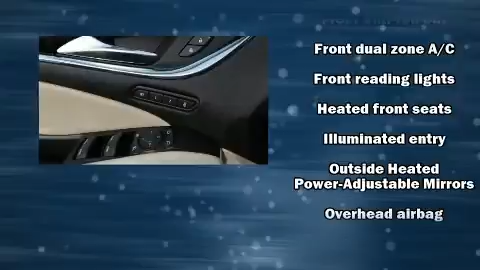 Front dual zone A/C
Front reading lights
Heated front seats
Illuminated entry
Outside Heated
Power-Adjustable Mirrors
Overhead airbag